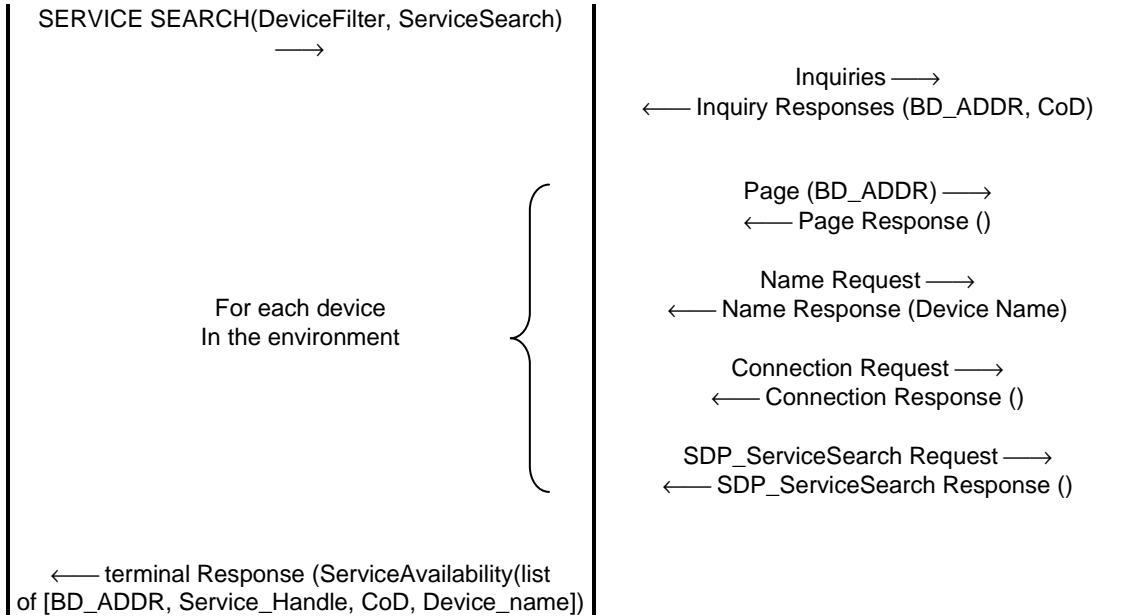 SERVICE SEARCH(DeviceFilter, ServiceSearch)
⟶
Inquiries ⟶
⟵ Inquiry Responses (BD_ADDR, CoD)
Page (BD_ADDR) ⟶
⟵ Page Response ()
Name Request ⟶
⟵ Name Response (Device Name)
For each device
In the environment
Connection Request ⟶
⟵ Connection Response ()
SDP_ServiceSearch Request ⟶
⟵ SDP_ServiceSearch Response ()
⟵ terminal Response (ServiceAvailability(list
of [BD_ADDR, Service_Handle, CoD, Device_name])